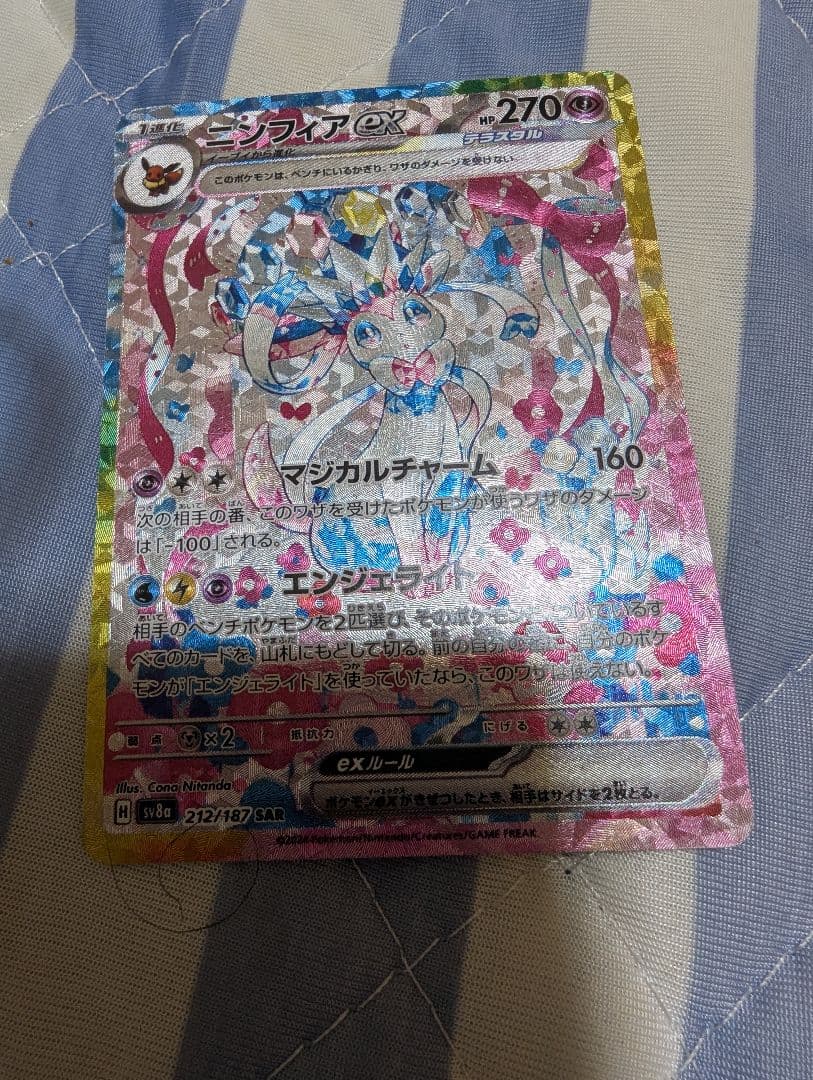 1進化
ニンフィアex
HP270
テラスタル
イーブイから進化
このポケモンは、ベンチにいるかぎり、ワザのダメージを受けない。
マジカルチャーム 160
次の相手の番、このワザを受けたポケモンが使うワザのダメージ
は「-100」される。
エンジェライト
相手のベンチポケモンを2匹選び、そのポケモンと、ついているす
べてのカードを、山札にもどして切る。前の自分の番に、自分のポケ
モンが「エンジェライト」を使っていたなら、このワザは使えない。
弱点 ×2 抵抗力 にげる
exルール
ポケモンexがきぜつしたとき、相手はサイドを2枚とる。
Illus. Cona Nitanda
H sv8a 212/187 SAR
©2024 Pokémon/Nintendo/Creatures/GAME FREAK.